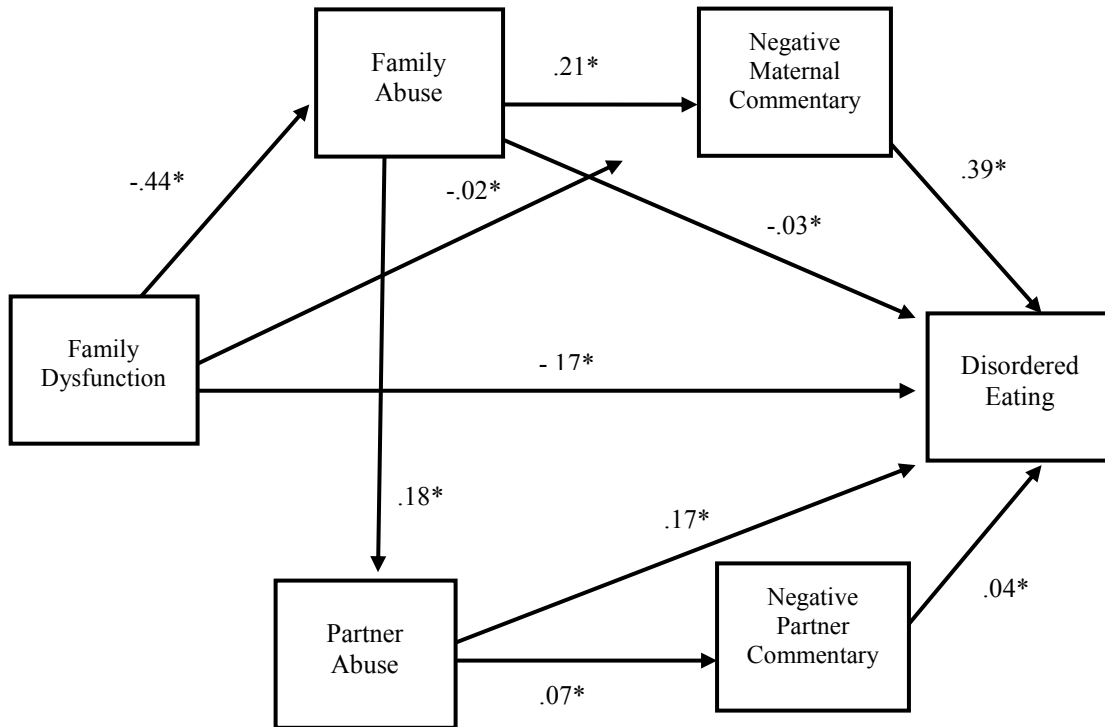 Family
Abuse
.21*
Negative
Maternal
Commentary
-.44*
-.02*
.39*
-.03*
Family
Dysfunction
-.17*
Disordered
Eating
.18*
.17*
Partner
Abuse
.07*
Negative
Partner
Commentary
.04*